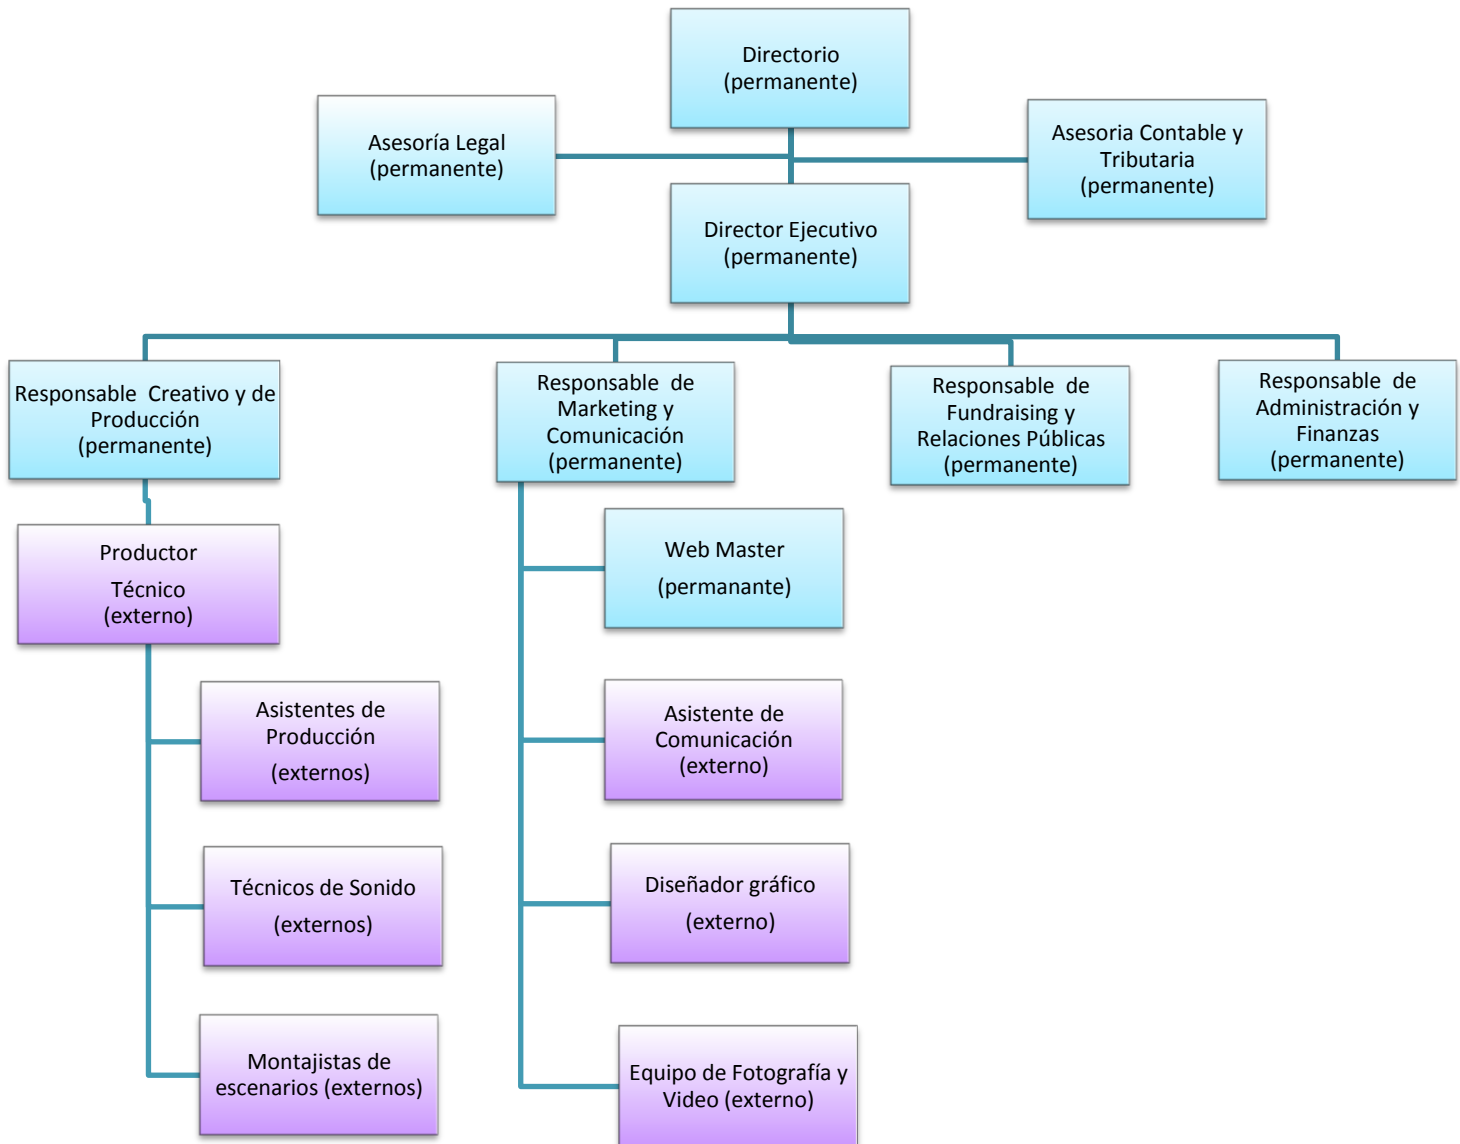 Directorio
(permanente)
Asesoría Legal
(permanente)
Asesoria Contable y
Tributaria
(permanente)
Director Ejecutivo
(permanente)
Responsable  Creativo y de
Producción
(permanente)
Responsable  de
Marketing y
Comunicación
(permanente)
Responsable  de
Fundraising y
Relaciones Públicas
(permanente)
Responsable  de
Administración y
Finanzas
(permanente)
Productor
Técnico
(externo)
Web Master
(permanante)
Asistentes de
Producción
(externos)
Asistente de
Comunicación
(externo)
Técnicos de Sonido
(externos)
Diseñador gráfico
(externo)
Montajistas de
escenarios (externos)
Equipo de Fotografía y
Video (externo)